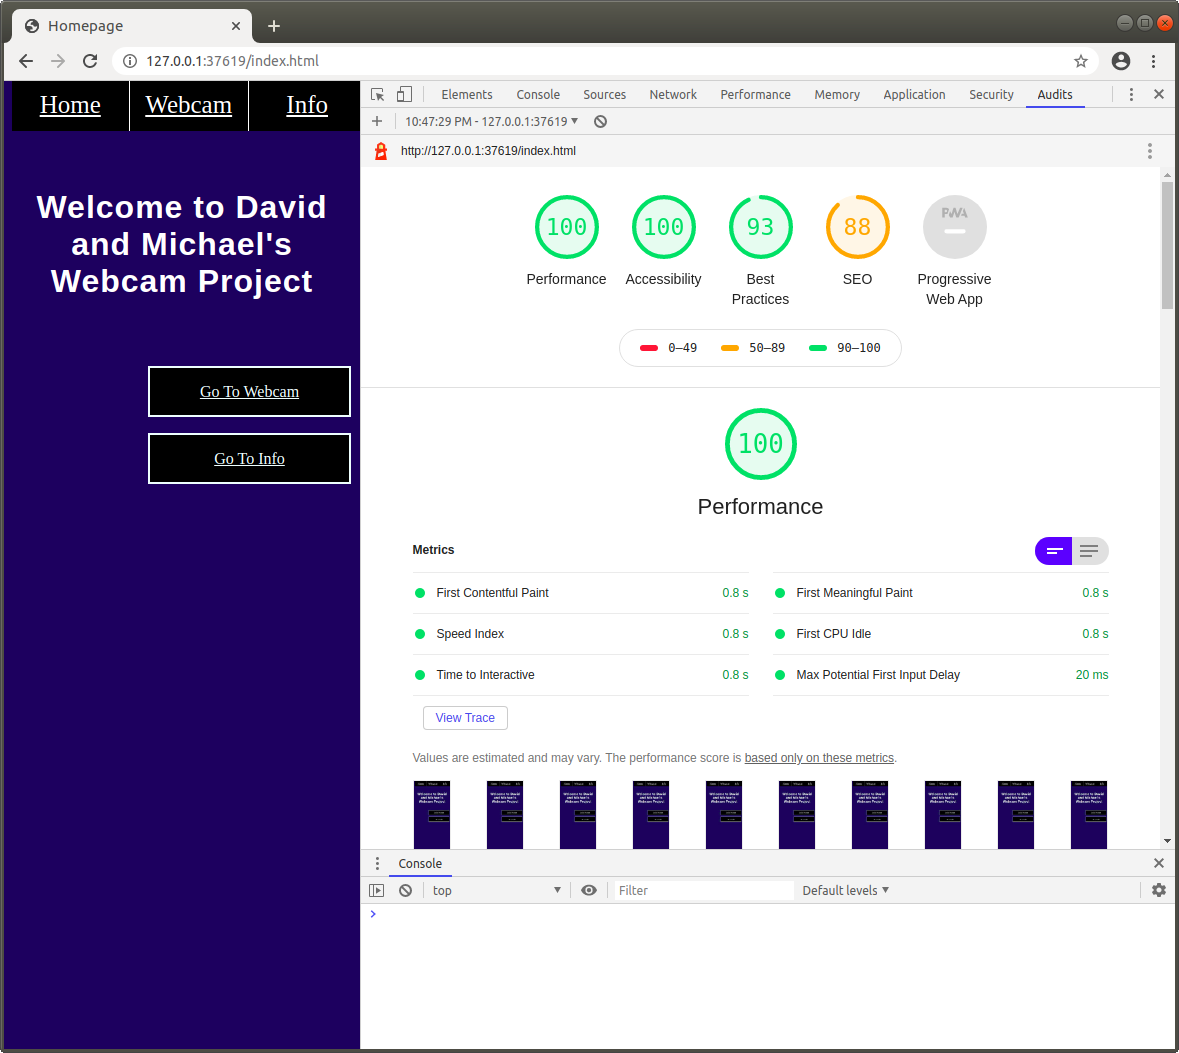 Homepage
127.0.0.1:37619/index.html
Home Webcam Info
Welcome to David
and Michael's
Webcam Project
Go To Webcam
Go To Info
Elements Console Sources Network Performance Memory Application Security Audits
10:47:29 PM - 127.0.0.1:37619
http://127.0.0.1:37619/index.html
100 100 93 88 PWA
Performance Accessibility Best Practices SEO Progressive Web App
0–49 50–89 90–100
100
Performance
Metrics
First Contentful Paint 0.8 s First Meaningful Paint 0.8 s
Speed Index 0.8 s First CPU Idle 0.8 s
Time to Interactive 0.8 s Max Potential First Input Delay 20 ms
View Trace
Values are estimated and may vary. The performance score is based only on these metrics.
Console
top Filter Default levels